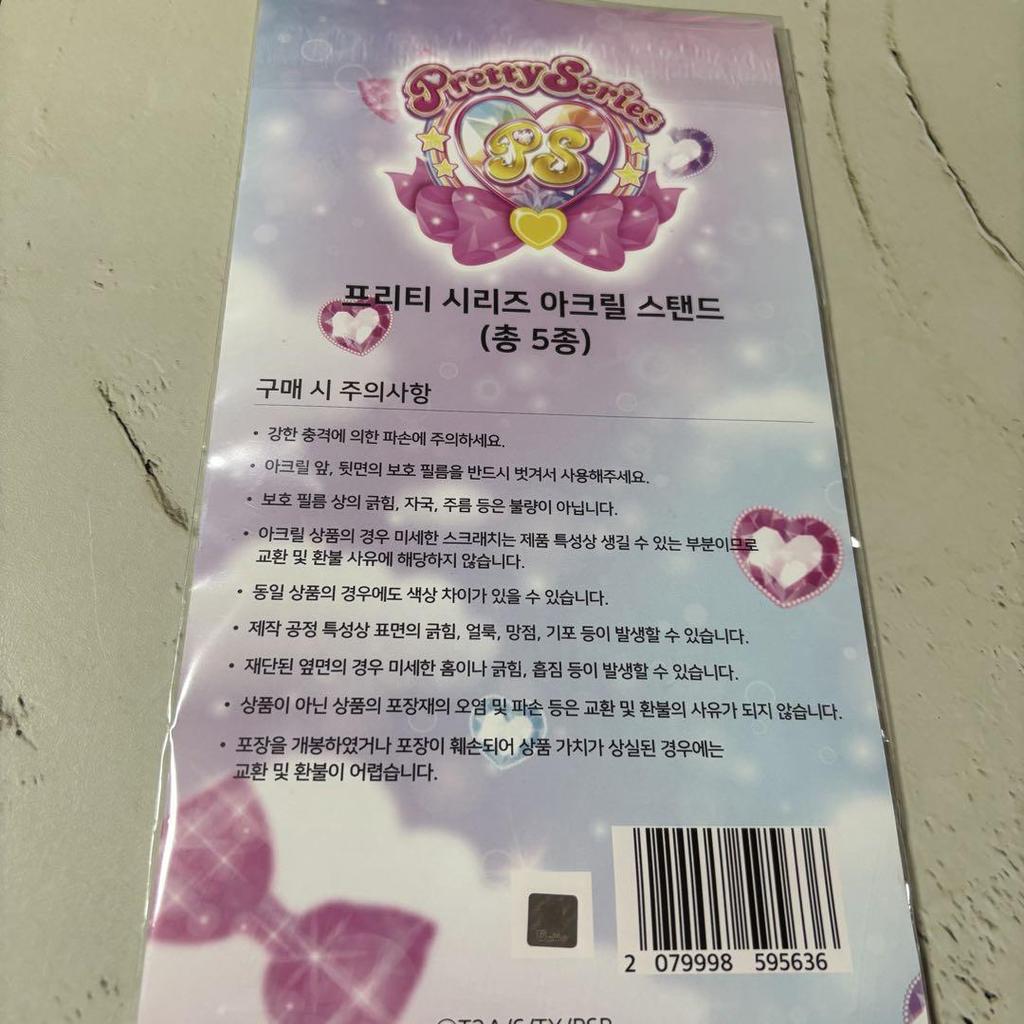 Pretty Series
PS
프리티 시리즈 아크릴 스탠드
(총 5종)
구매 시 주의사항
• 강한 충격에 의한 파손에 주의하세요.
• 아크릴 앞, 뒷면의 보호 필름을 반드시 벗겨서 사용해주세요.
• 보호 필름 상의 긁힘, 자국, 주름 등은 불량이 아닙니다.
• 아크릴 상품의 경우 미세한 스크래치는 제품 특성상 생길 수 있는 부분이므로
교환 및 환불 사유에 해당하지 않습니다.
• 동일 상품의 경우에도 색상 차이가 있을 수 있습니다.
• 제작 공정 특성상 표면의 긁힘, 얼룩, 망점, 기포 등이 발생할 수 있습니다.
• 재단된 옆면의 경우 미세한 홈이나 긁힘, 흡짐 등이 발생할 수 있습니다.
• 상품이 아닌 상품의 포장재의 오염 및 파손 등은 교환 및 환불의 사유가 되지 않습니다.
• 포장을 개봉하였거나 포장이 훼손되어 상품 가치가 상실된 경우에는
교환 및 환불이 어렵습니다.
2 079998 595636